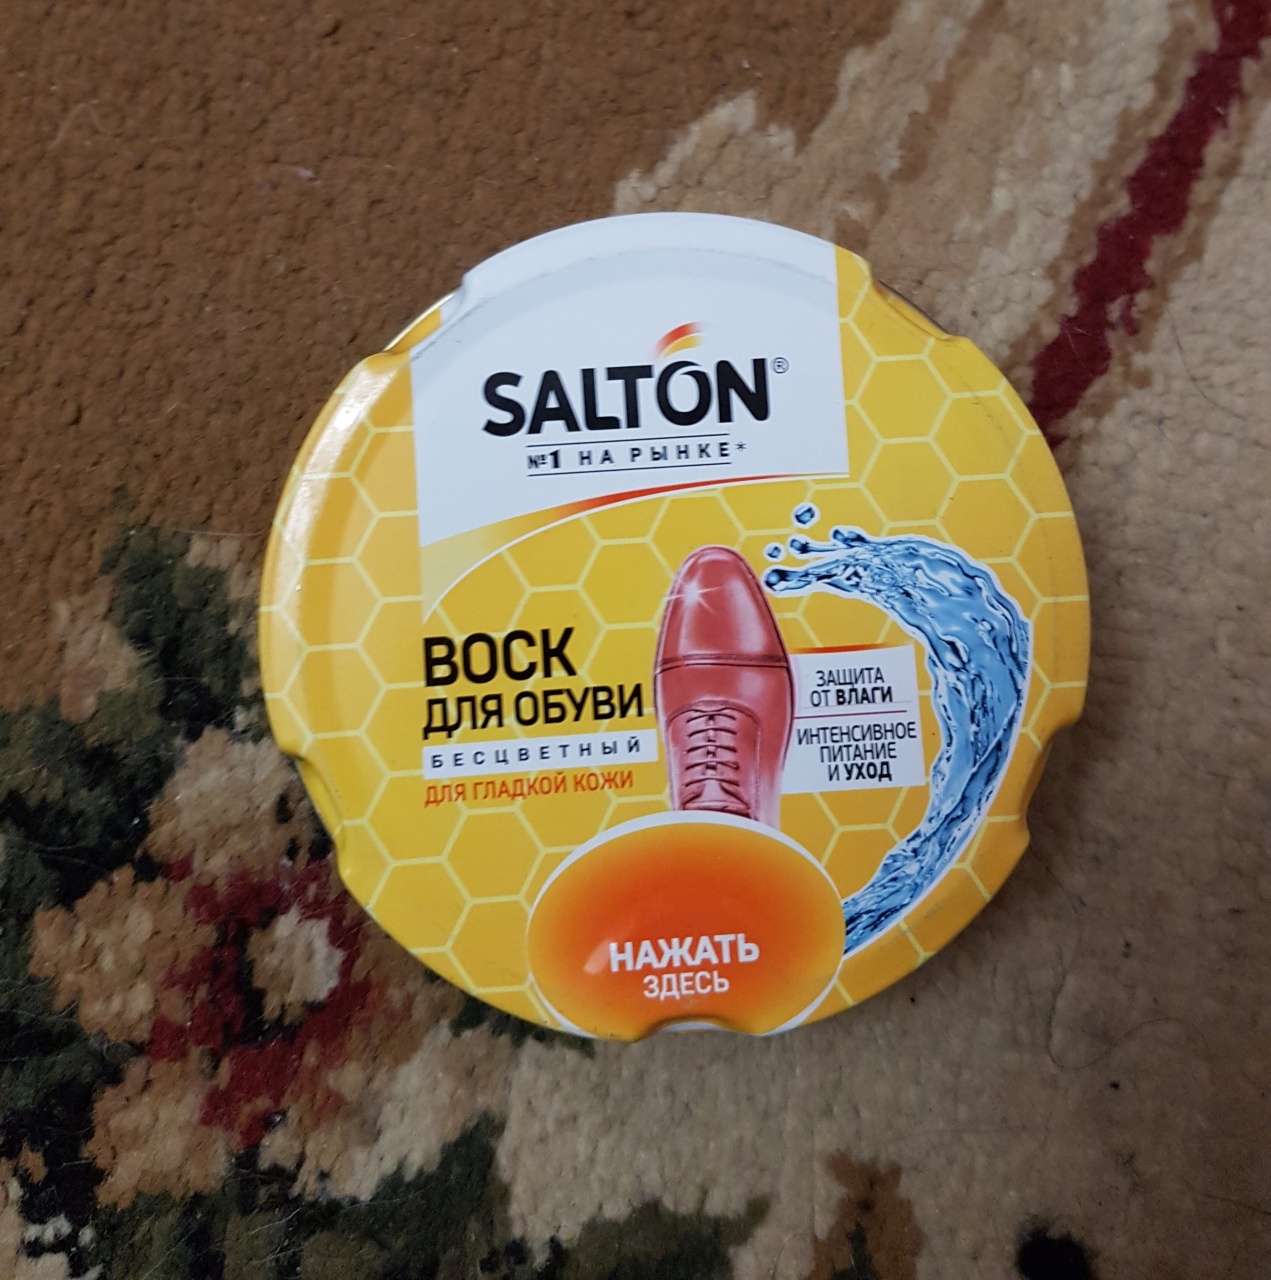 SALTON®
№1 НА РЫНКЕ*
ВОСК
ДЛЯ ОБУВИ
БЕСЦВЕТНЫЙ
ДЛЯ ГЛАДКОЙ КОЖИ
ЗАЩИТА
ОТ ВЛАГИ
ИНТЕНСИВНОЕ
ПИТАНИЕ
И УХОД
НАЖАТЬ
ЗДЕСЬ